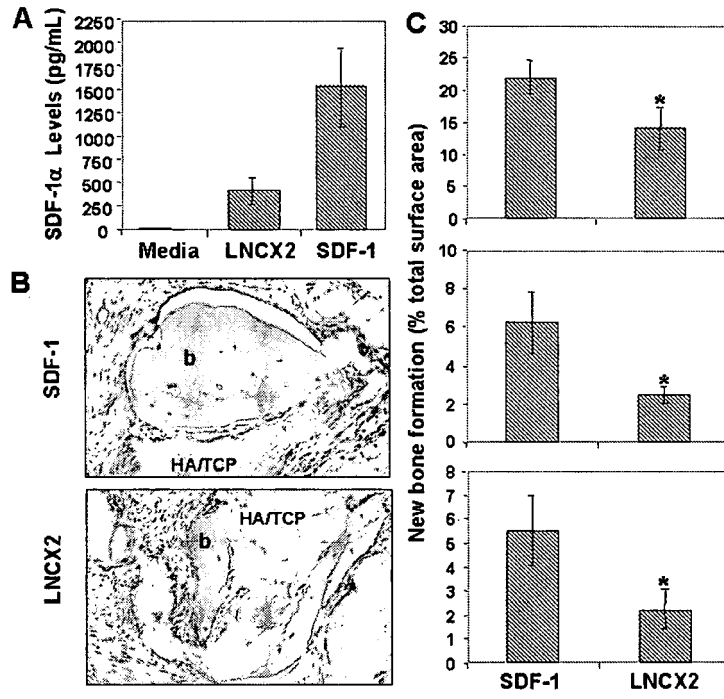 A
SDF-1α Levels (pg/mL)
2250
2000
1750
1500
1250
1000
750
500
250
0
Media LNCX2 SDF-1
B
SDF-1
b
HA/TCP
LNCX2
HA/TCP
b
C
New bone formation (% total surface area)
30
25
20
15
10
5
0
*
10
8
6
4
2
0
*
8
7
6
5
4
3
2
1
0
*
SDF-1 LNCX2